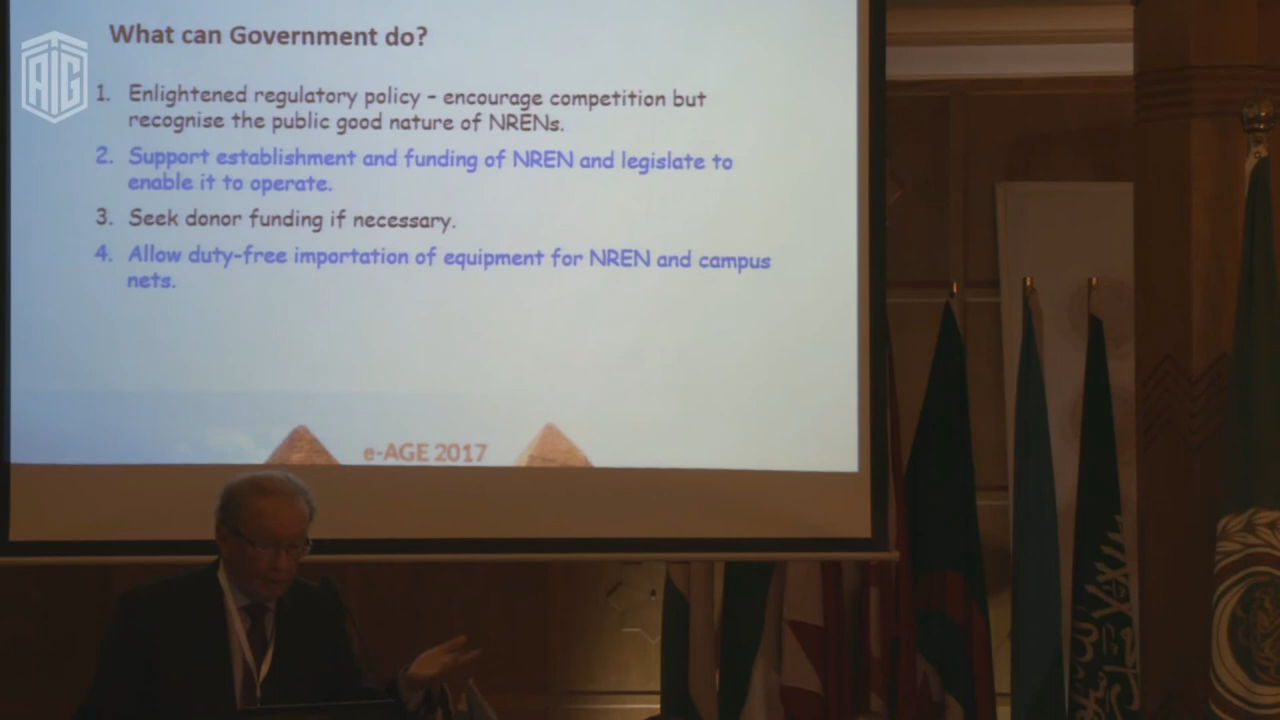 What can Government do?
AIG
1. Enlightened regulatory policy – encourage competition but
recognise the public good nature of NRENs.
2. Support establishment and funding of NREN and legislate to
enable it to operate.
3. Seek donor funding if necessary.
4. Allow duty-free importation of equipment for NREN and campus
nets.
e-AGE 2017